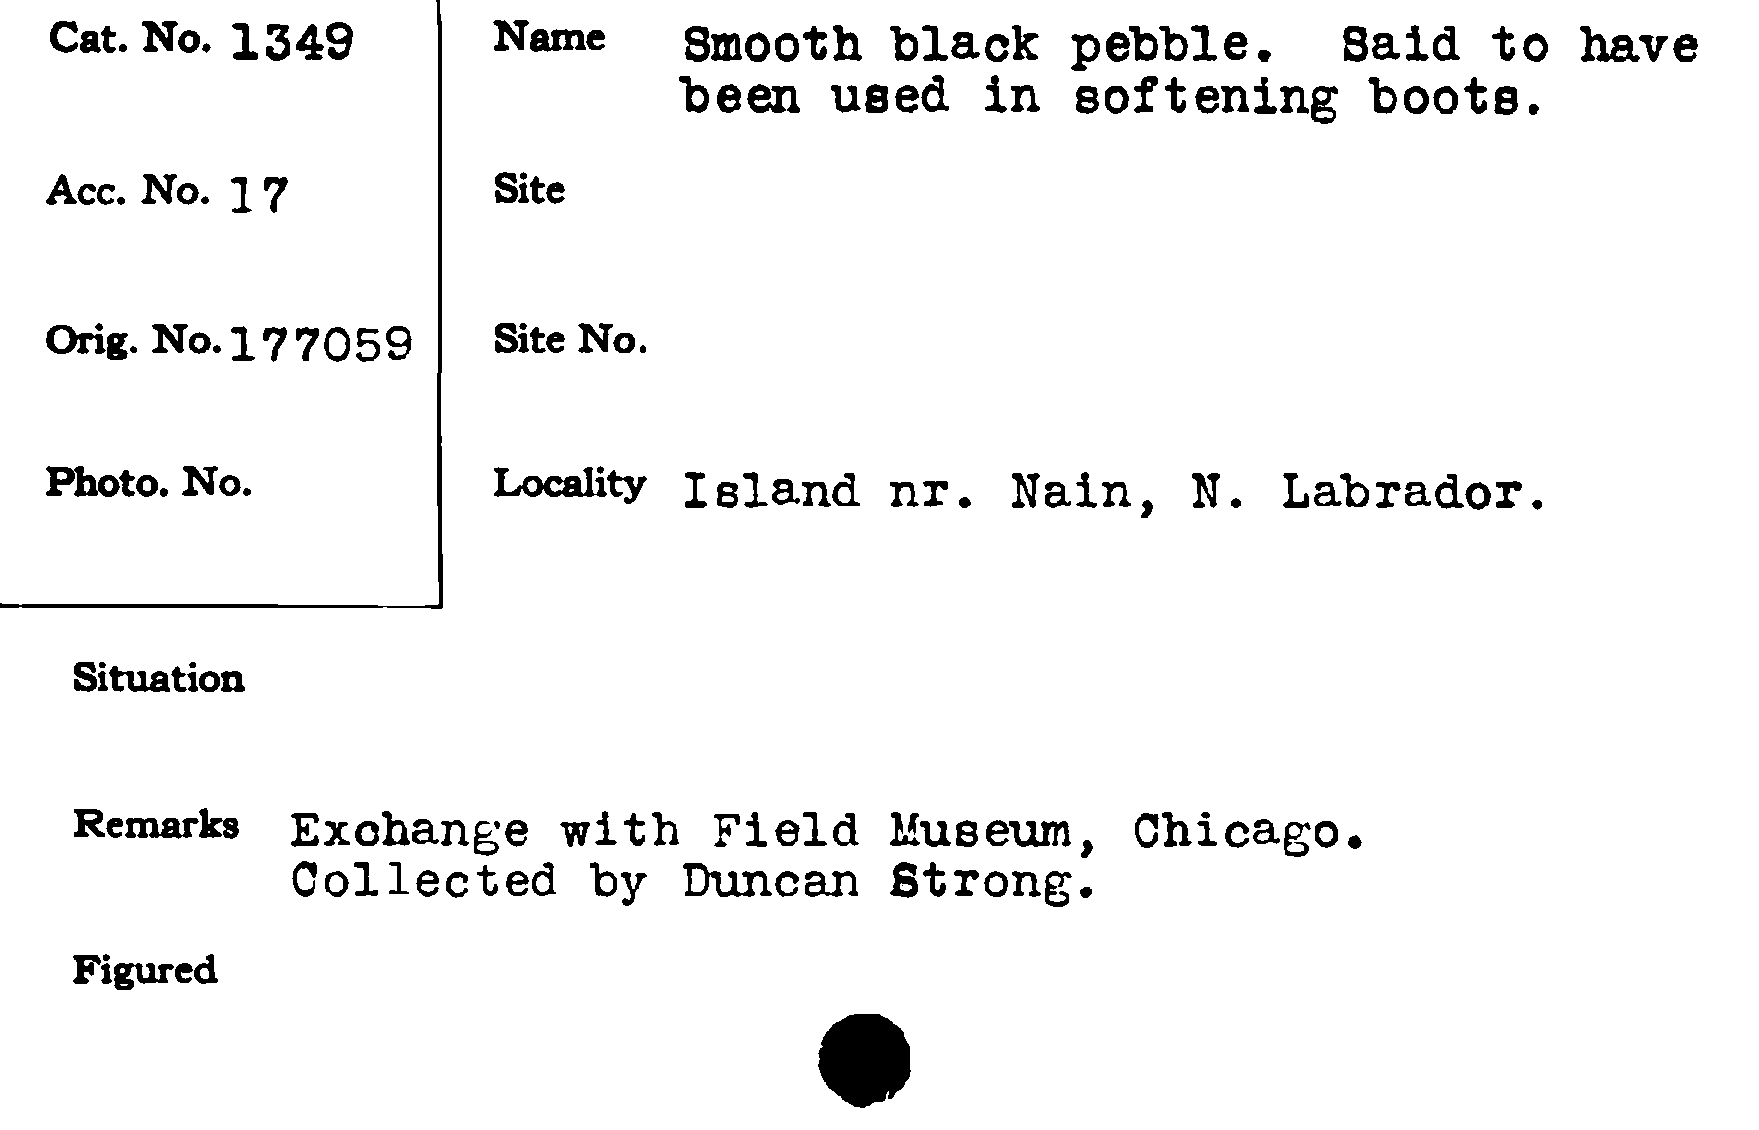 Cat. No. 1349
Name Smooth black pebble. Said to have
been used in softening boots.
Acc. No. 17
Site
Orig. No. 177059
Site No.
Photo. No.
Locality Island nr. Nain, N. Labrador.
Situation
Remarks Exchange with Field Museum, Chicago.
Collected by Duncan Strong.
Figured